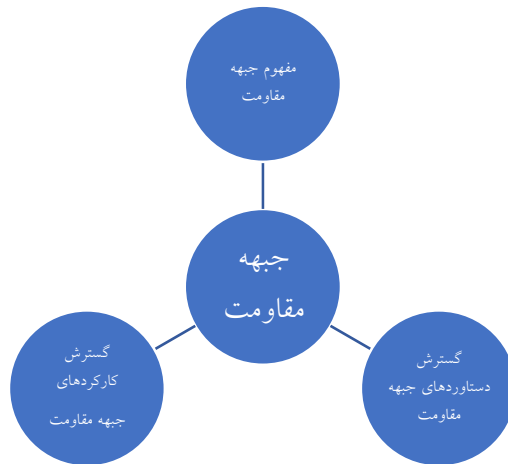 مفهوم جبهه
مقاومت
جبهه
مقاومت
گسترش
دستاوردهای جبهه
مقاومت
گسترش
کارکردهای
جبهه مقاومت